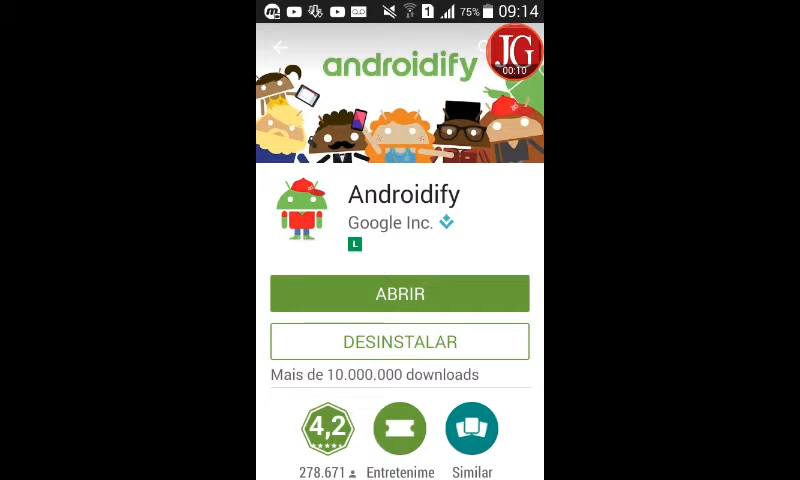 1 75% 09:14
androidify
JG
00:10
Androidify
Google Inc.
L
ABRIR
DESINSTALAR
Mais de 10.000.000 downloads
4,2
278.671 Entretenime Similar